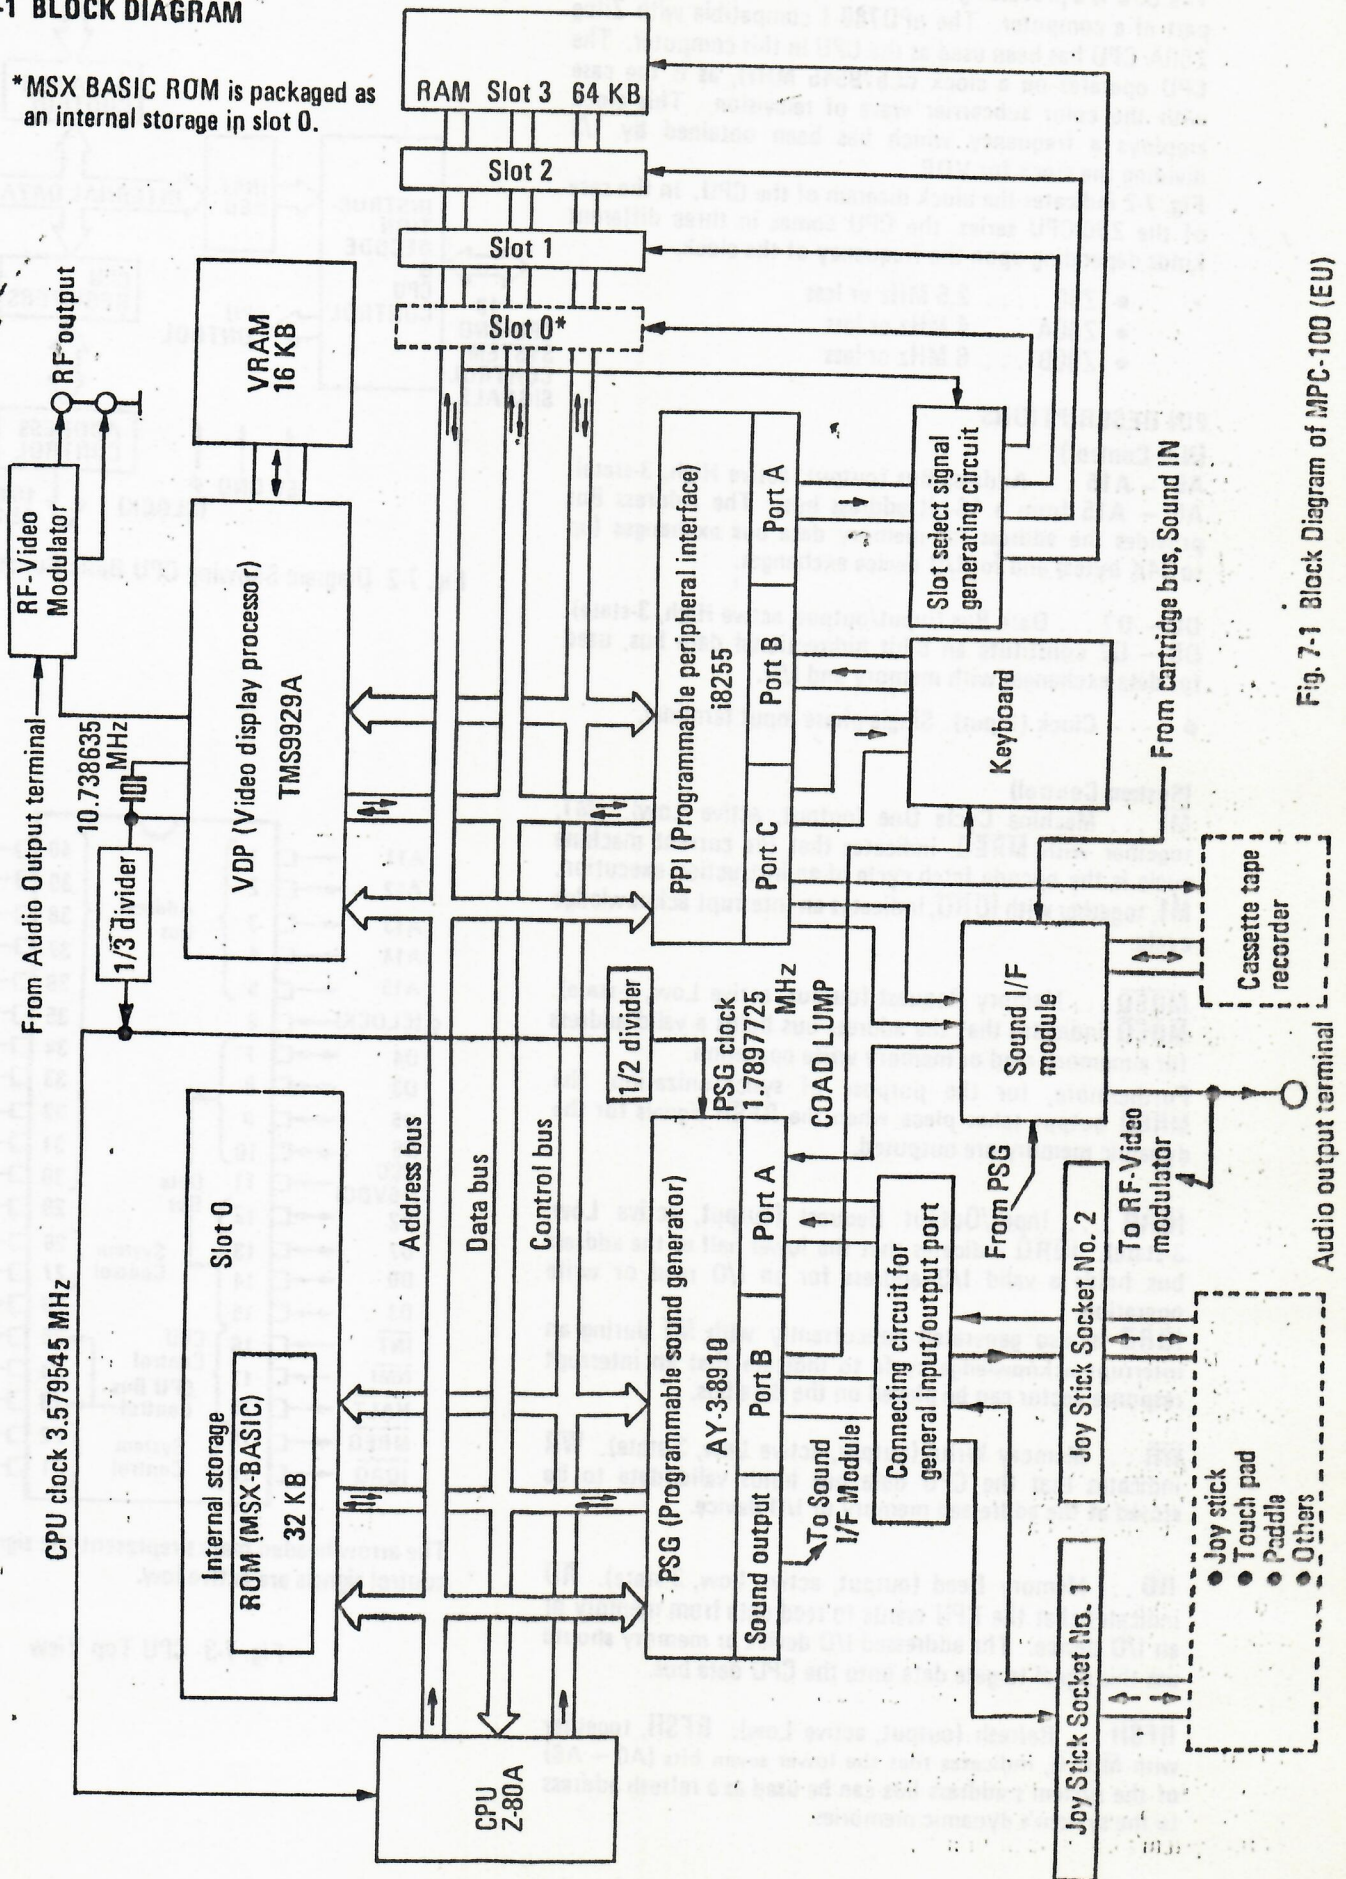 -1 BLOCK DIAGRAM
*MSX BASIC ROM is packaged as
an internal storage in slot 0.
RAM Slot 3 64 KB
Slot 2
Slot 1
Slot 0*
RF output
VRAM
16 KB
RF-Video
Modulator
From Audio Output terminal
10.738635
MHz
1/3 divider
VDP (Video display processor)
TMS9929A
CPU clock 3.579545 MHz
Slot 0
Internal storage
ROM (MSX-BASIC)
32 KB
Address bus
Data bus
Control bus
CPU
Z-80A
1/2 divider
PSG clock
1.7897725
MHz
PPI (Programmable peripheral interface)
i8255
Port A
Port B
Port C
Slot select signal
generating circuit
Keyboard
From cartridge bus, Sound IN
PSG (Programmable sound generator)
AY-3-8910
Sound output
Port B
Port A
COAD LUMP
To Sound
I/F Module
Connecting circuit for
general input/output port
From PSG
Sound I/F
module
To RF-Video
modulator
Cassette tape
recorder
Audio output terminal
Joy Stick Socket No. 2
Joy Stick Socket No. 1
● Joy stick
● Touch pad
● Paddle
● Others
Fig. 7-1 Block Diagram of MPC-100 (EU)